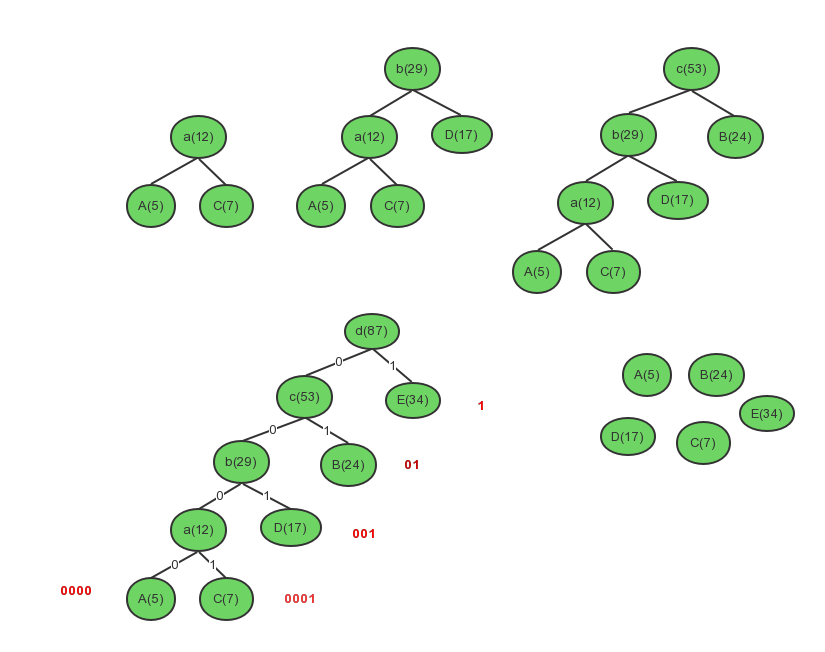 b(29)
c(53)
a(12)
a(12)
D(17)
b(29)
B(24)
A(5)
C(7)
A(5)
C(7)
a(12)
D(17)
A(5)
C(7)
d(87)
0
1
c(53)
E(34)
1
0
1
b(29)
B(24)
01
0
1
a(12)
D(17)
001
0
1
0000
A(5)
C(7)
0001
A(5)
B(24)
E(34)
D(17)
C(7)